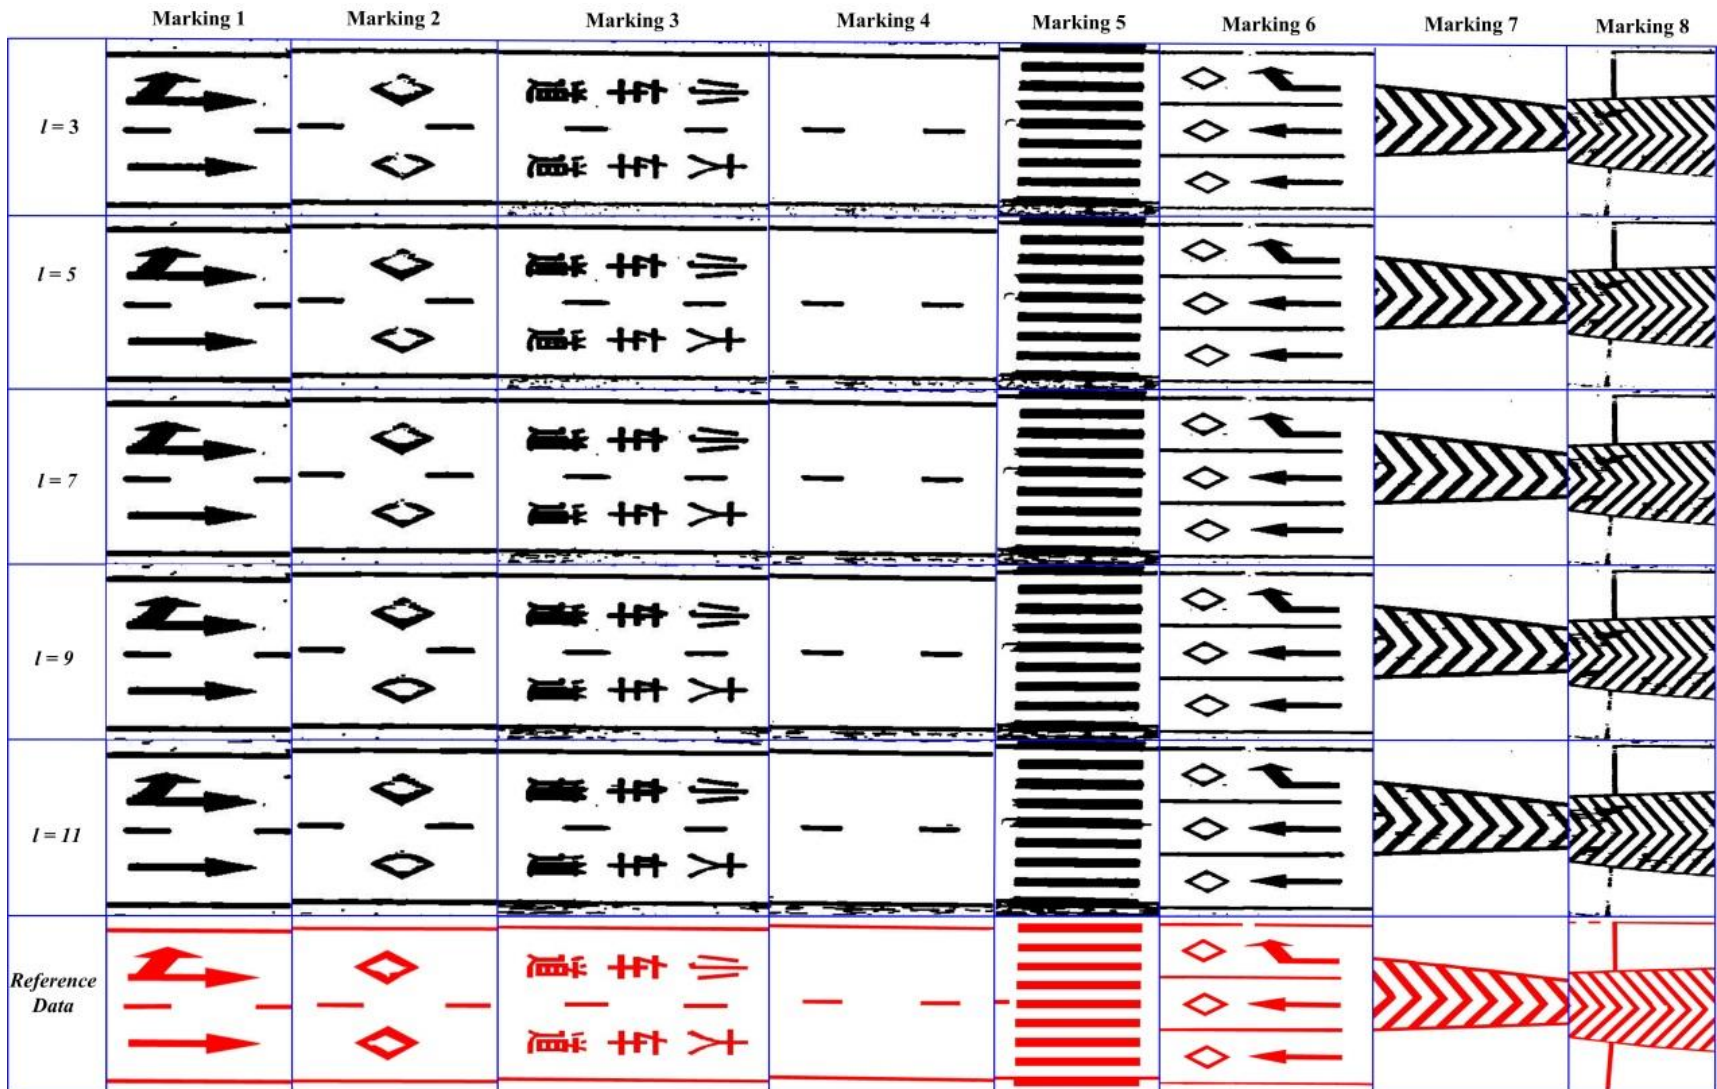 Marking 1 Marking 2 Marking 3 Marking 4 Marking 5 Marking 6 Marking 7 Marking 8
l = 3
l = 5
l = 7
l = 9
l = 11
Reference
Data